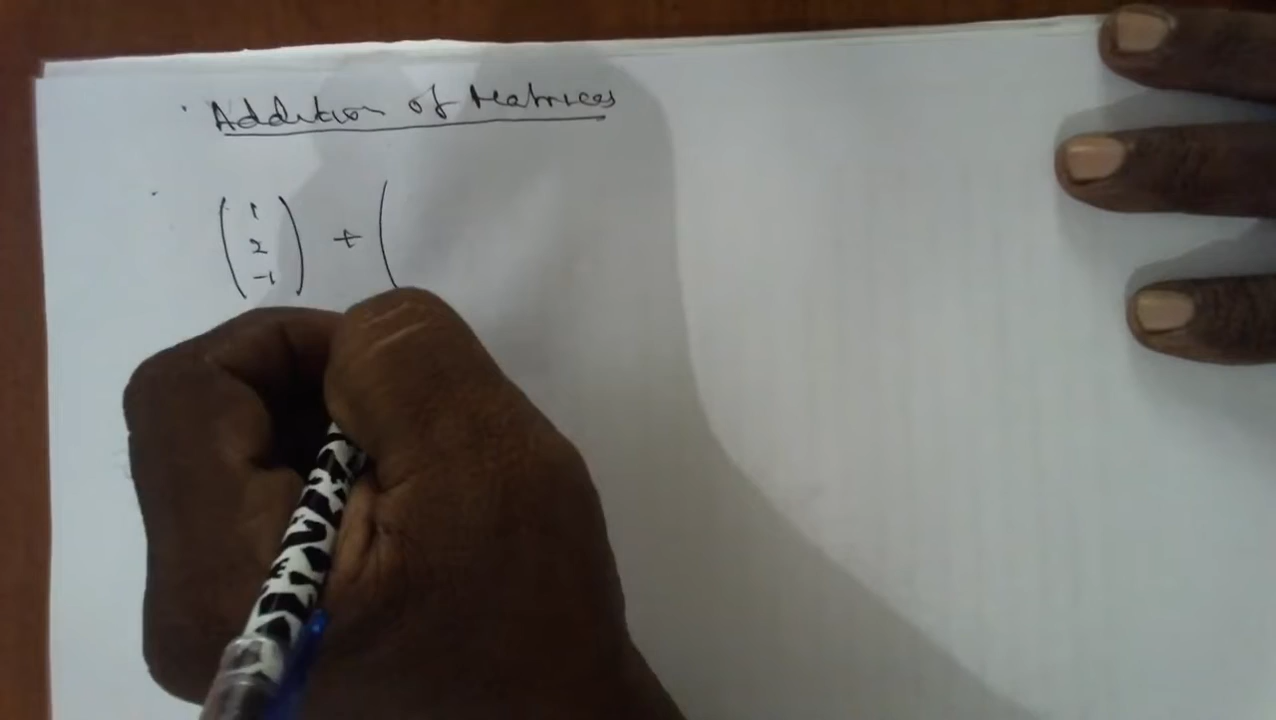 Addition of Matrices
( 1 ) + (
2
-1